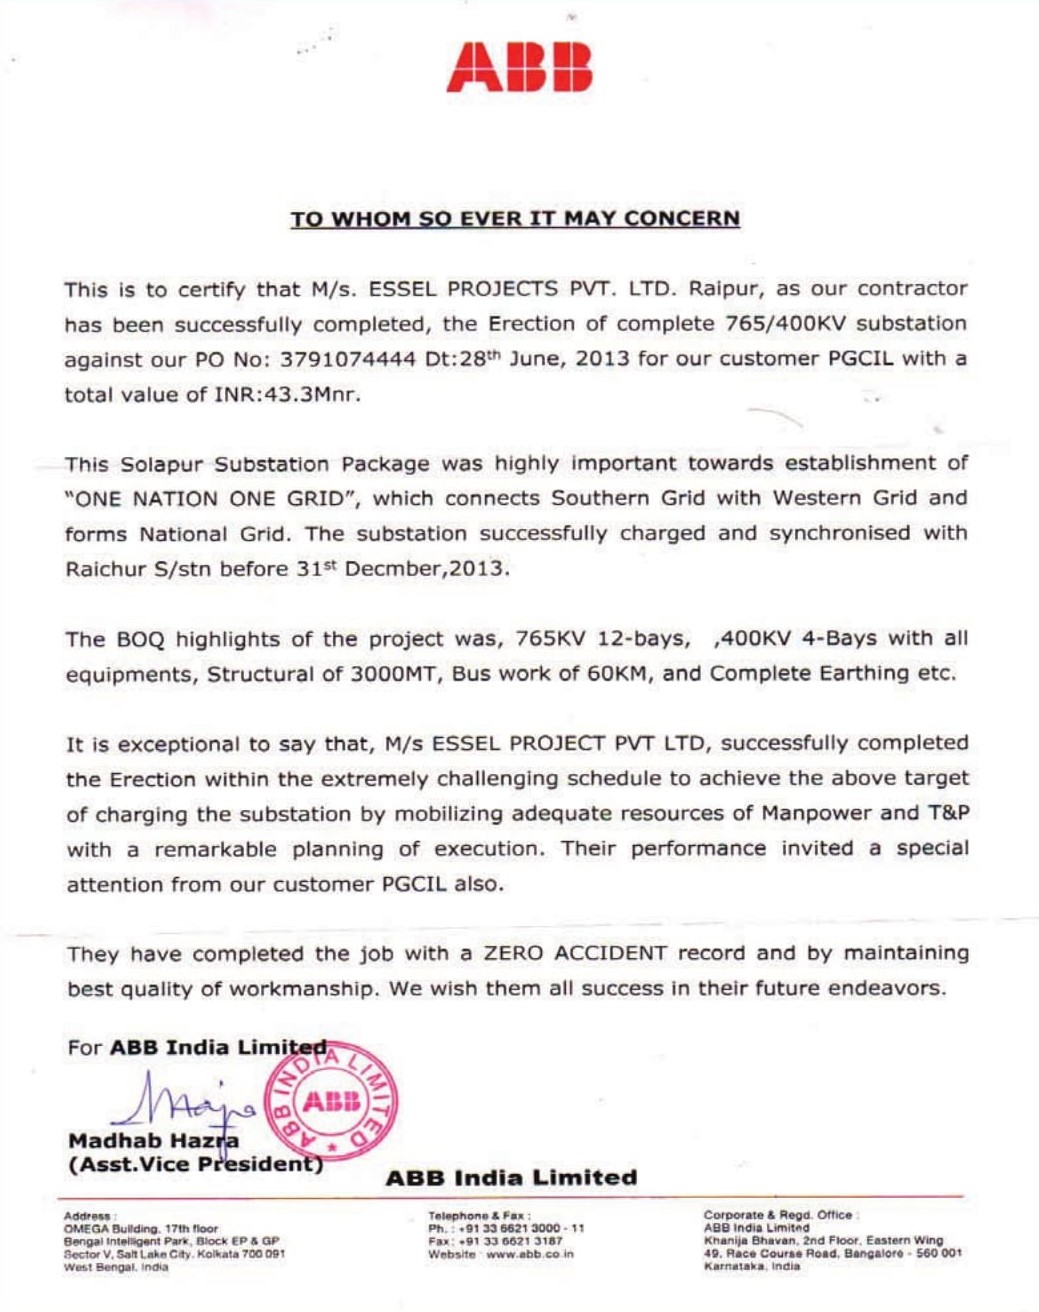 ABB
TO WHOM SO EVER IT MAY CONCERN
This is to certify that M/s. ESSEL PROJECTS PVT. LTD. Raipur, as our contractor
has been successfully completed, the Erection of complete 765/400KV substation
against our PO No: 3791074444 Dt:28th June, 2013 for our customer PGCIL with a
total value of INR:43.3Mnr.
This Solapur Substation Package was highly important towards establishment of
"ONE NATION ONE GRID", which connects Southern Grid with Western Grid and
forms National Grid. The substation successfully charged and synchronised with
Raichur S/stn before 31st Decmber,2013.
The BOQ highlights of the project was, 765KV 12-bays, ,400KV 4-Bays with all
equipments, Structural of 3000MT, Bus work of 60KM, and Complete Earthing etc.
It is exceptional to say that, M/s ESSEL PROJECT PVT LTD, successfully completed
the Erection within the extremely challenging schedule to achieve the above target
of charging the substation by mobilizing adequate resources of Manpower and T&P
with a remarkable planning of execution. Their performance invited a special
attention from our customer PGCIL also.
They have completed the job with a ZERO ACCIDENT record and by maintaining
best quality of workmanship. We wish them all success in their future endeavors.
For ABB India Limited
ABB INDIA LIMITED
ABB
Madhab Hazra
(Asst.Vice President)
ABB India Limited
Address :
OMEGA Building, 17th floor
Bengal Intelligent Park, Block EP & GP
Sector V, Salt Lake City, Kolkata 700 091
West Bengal, India
Telephone & Fax :
Ph. : +91 33 6621 3000 - 11
Fax : +91 33 6621 3187
Website : www.abb.co.in
Corporate & Regd. Office :
ABB India Limited
Khanija Bhavan, 2nd Floor, Eastern Wing
49, Race Course Road, Bangalore - 560 001
Karnataka, India